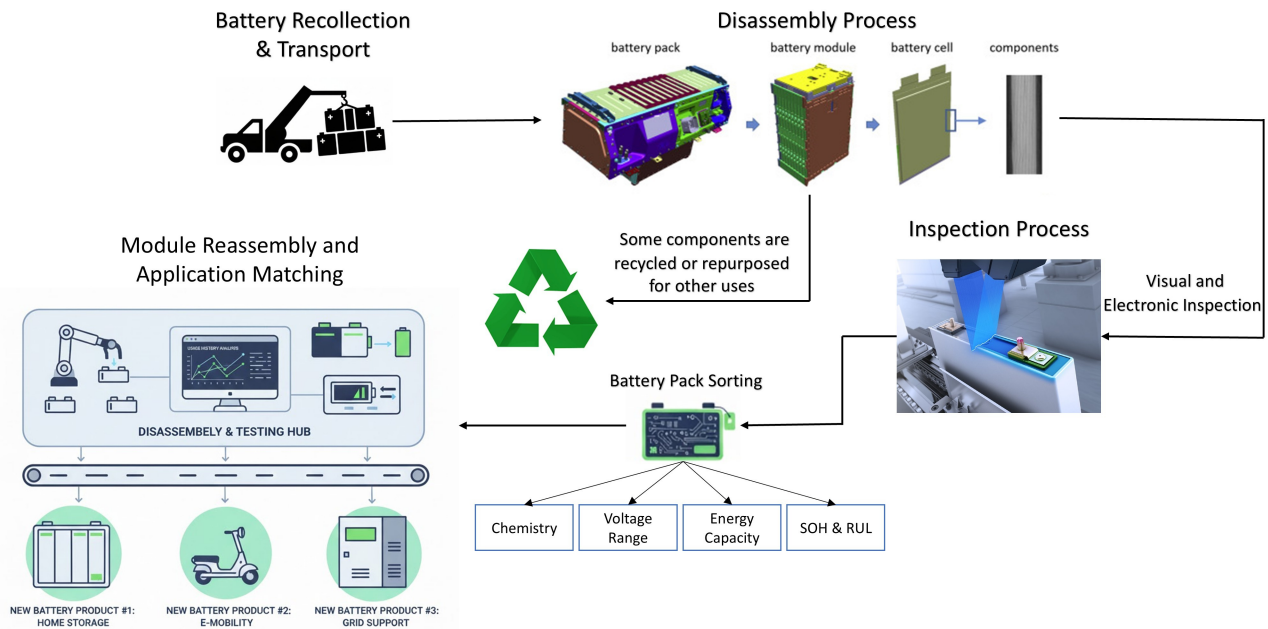 Battery Recollection
& Transport
Disassembly Process
battery pack
battery module
battery cell
components
Some components are
recycled or repurposed
for other uses
Inspection Process
Visual and
Electronic Inspection
Module Reassembly and
Application Matching
USAGE HISTORY ANALYSIS
DISASSEMBELY & TESTING HUB
Battery Pack Sorting
Chemistry
Voltage
Range
Energy
Capacity
SOH & RUL
NEW BATTERY PRODUCT #1:
HOME STORAGE
NEW BATTERY PRODUCT #2:
E-MOBILITY
NEW BATTERY PRODUCT #3:
GRID SUPPORT